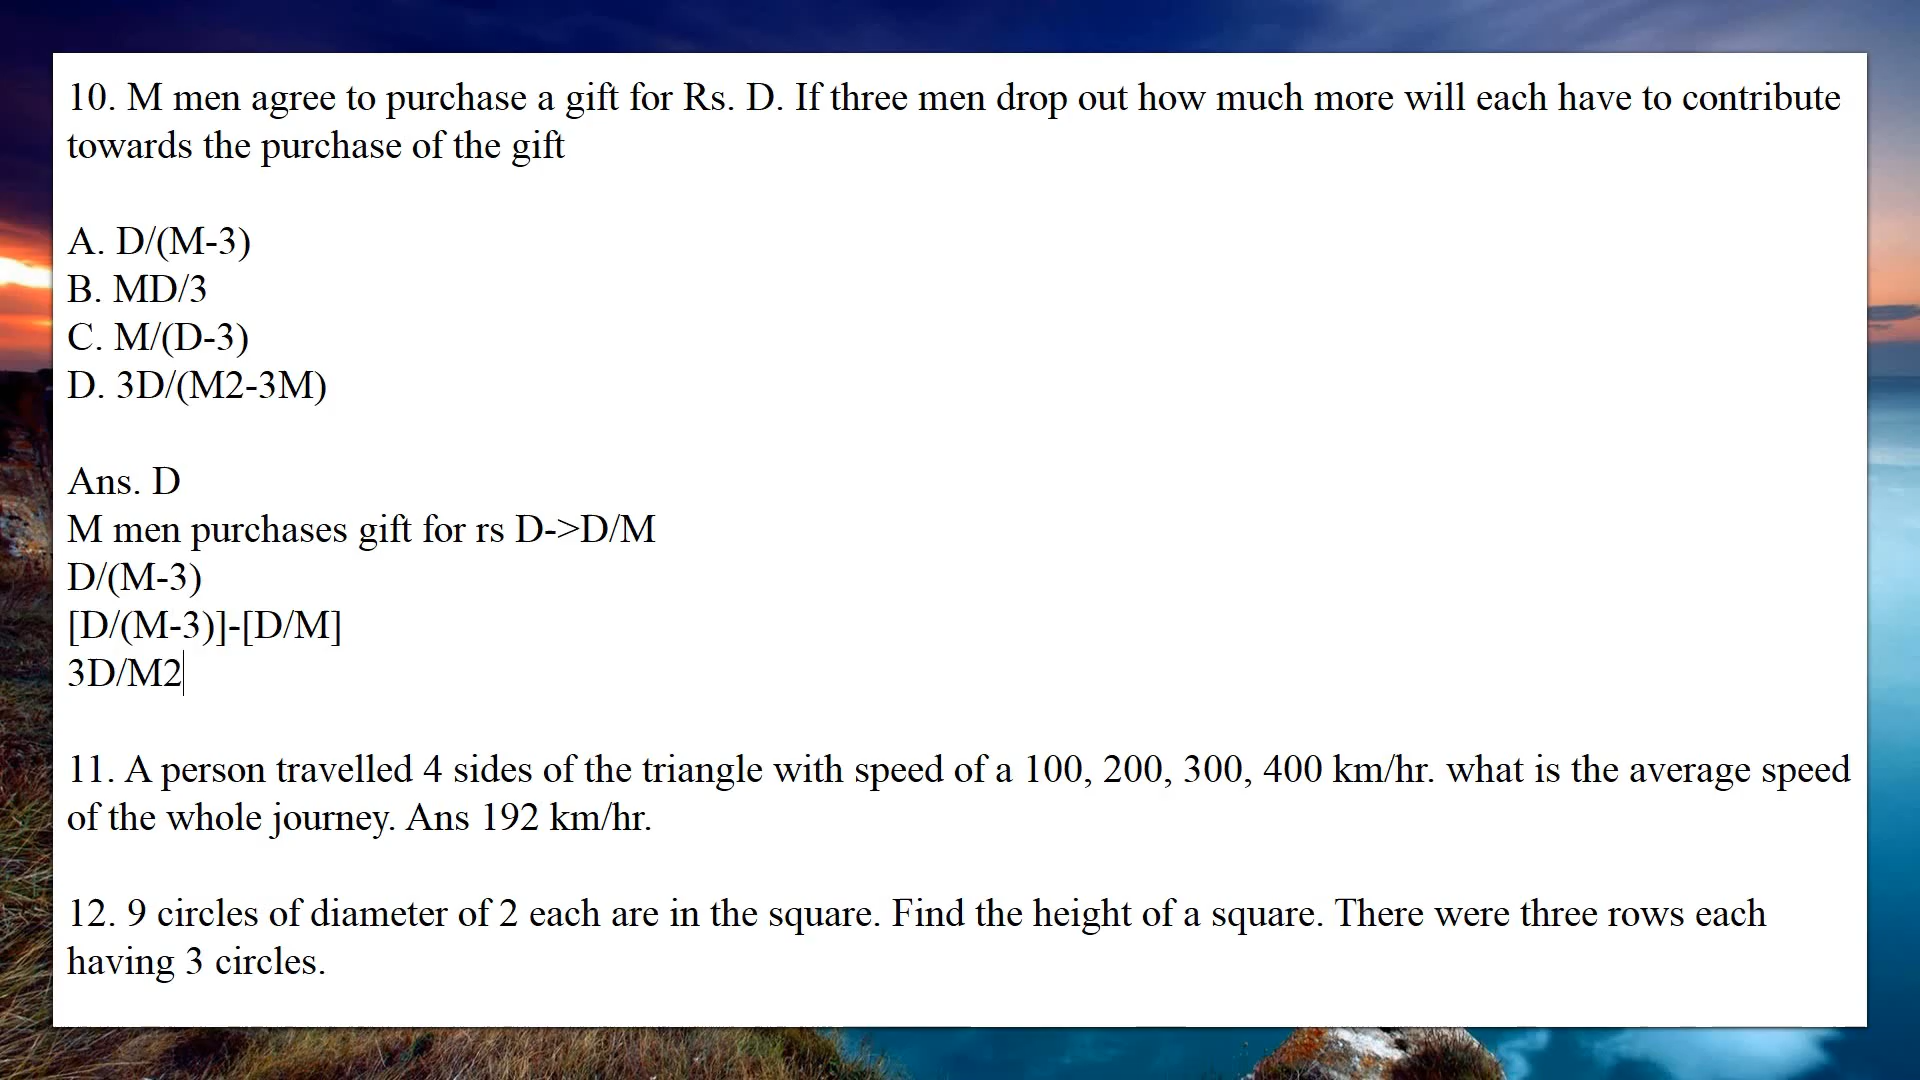 10. M men agree to purchase a gift for Rs. D. If three men drop out how much more will each have to contribute
towards the purchase of the gift
A. D/(M-3)
B. MD/3
C. M/(D-3)
D. 3D/(M2-3M)
Ans. D
M men purchases gift for rs D->D/M
D/(M-3)
[D/(M-3)]-[D/M]
3D/M2
11. A person travelled 4 sides of the triangle with speed of a 100, 200, 300, 400 km/hr. what is the average speed
of the whole journey. Ans 192 km/hr.
12. 9 circles of diameter of 2 each are in the square. Find the height of a square. There were three rows each
having 3 circles.